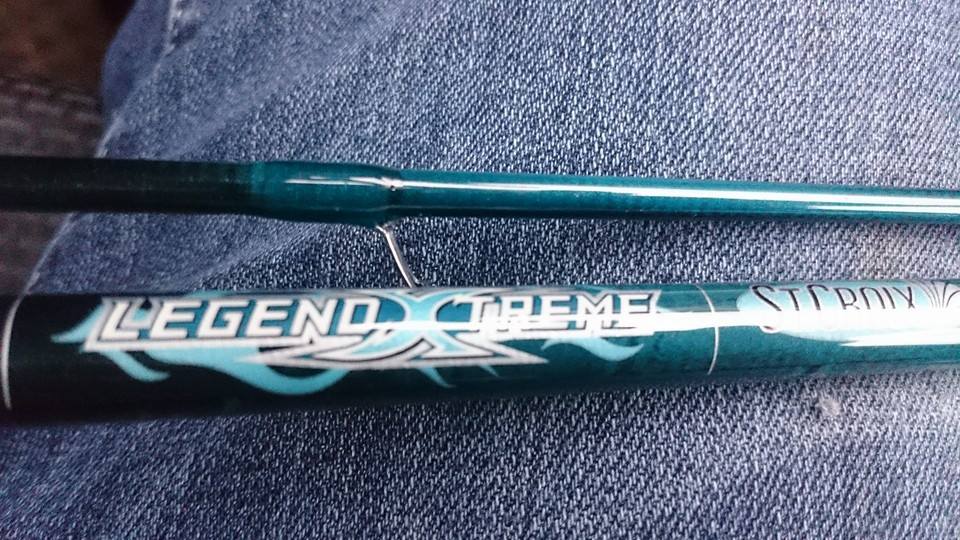 LEGEND XTREME
ST.CROIX